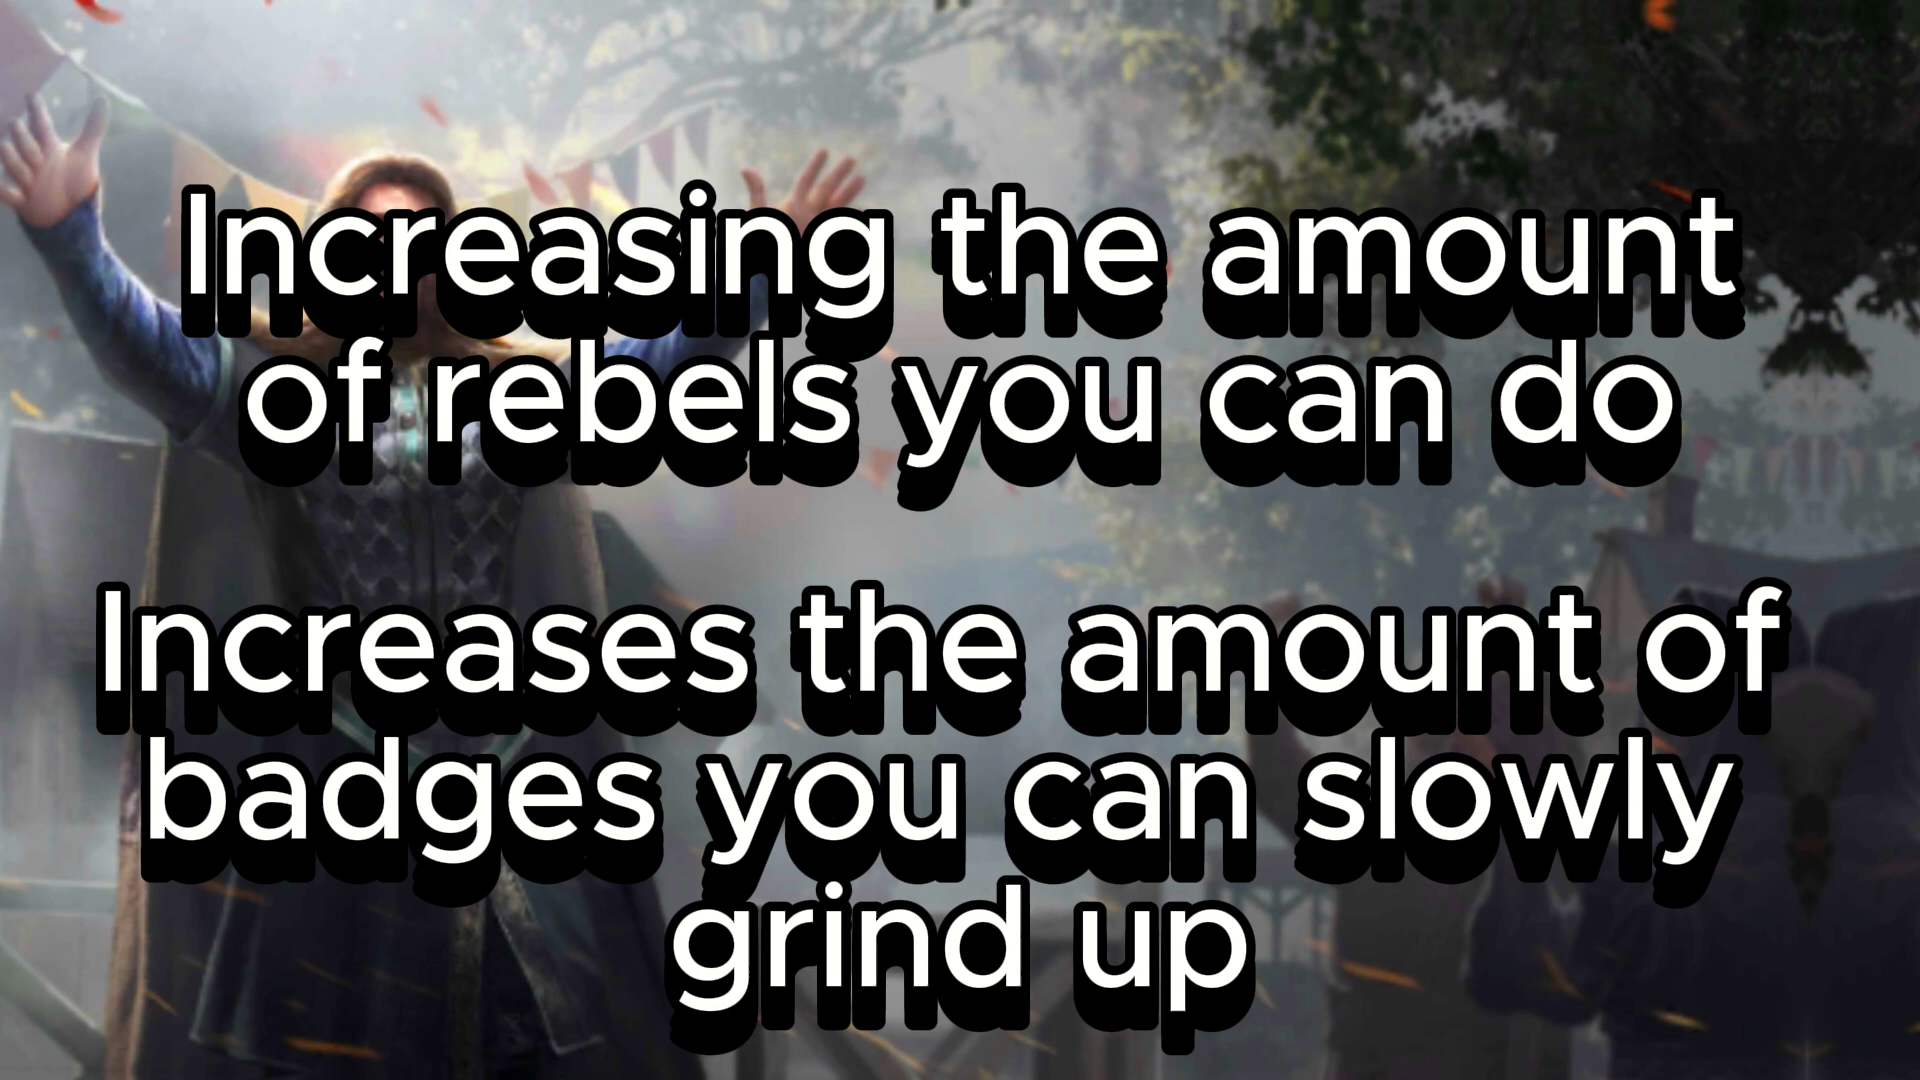 Increasing the amount
of rebels you can do
Increases the amount of
badges you can slowly
grind up